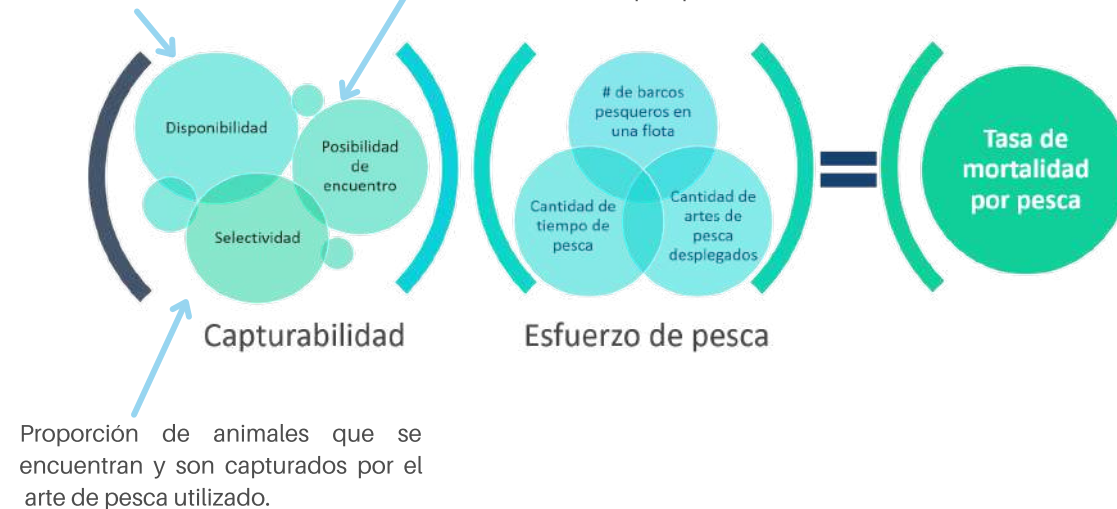 Disponibilidad
Posibilidad
de
encuentro
Selectividad
# de barcos
pesqueros en
una flota
Cantidad de
tiempo de
pesca
Cantidad de
artes de
pesca
desplegados
Tasa de
mortalidad
por pesca
Capturabilidad
Esfuerzo de pesca
Proporción de animales que se
encuentran y son capturados por el
arte de pesca utilizado.